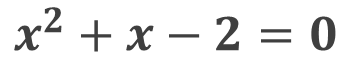 x² + x − 2 = 0